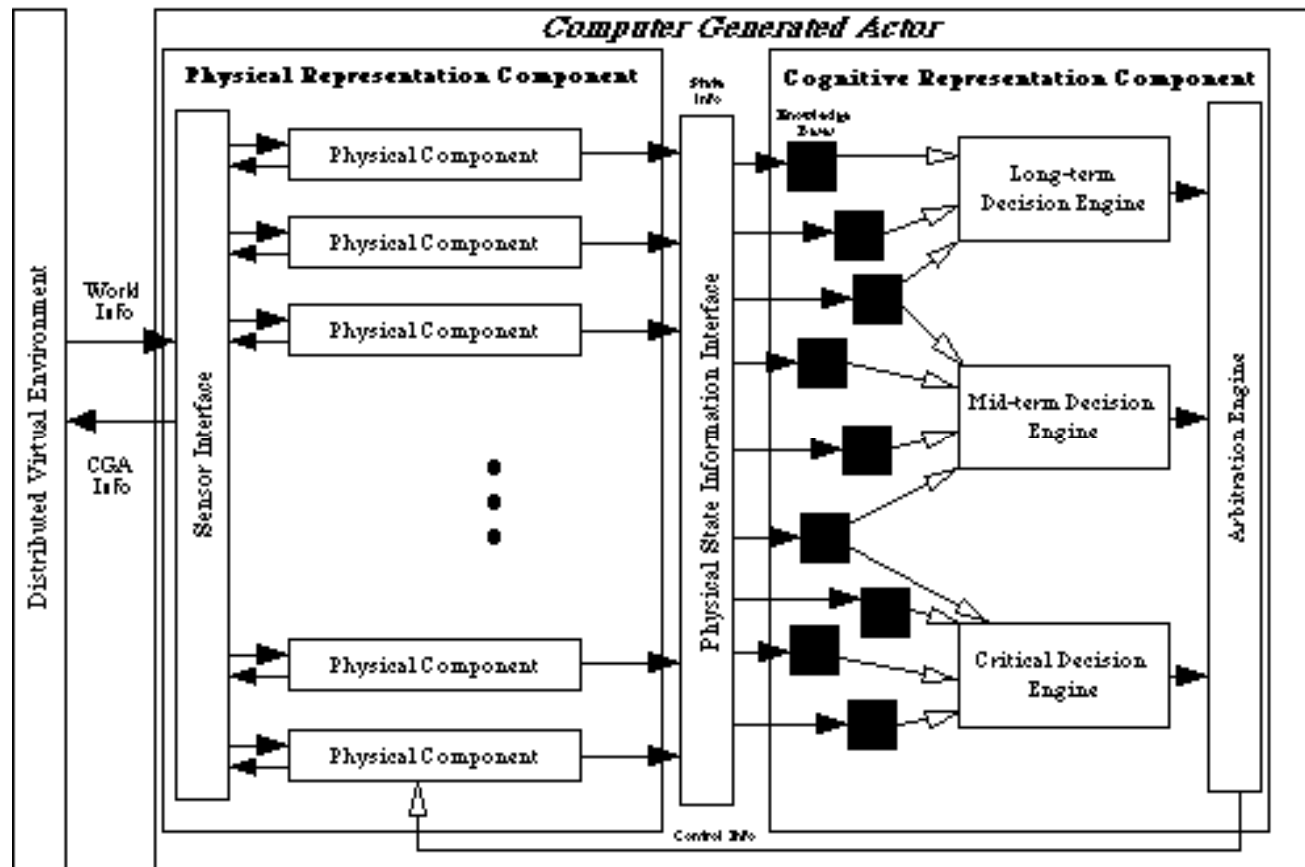 Computer Generated Actor
Physical Representation Component
Cognitive Representation Component
State
Info
Knowledge
Bases
Distributed Virtual Environment
World
Info
CGA
Info
Sensor Interface
Physical Component
Physical Component
Physical Component
Physical Component
Physical Component
Physical State Information Interface
Long-term
Decision Engine
Mid-term Decision
Engine
Critical Decision
Engine
Arbitration Engine
Control Info